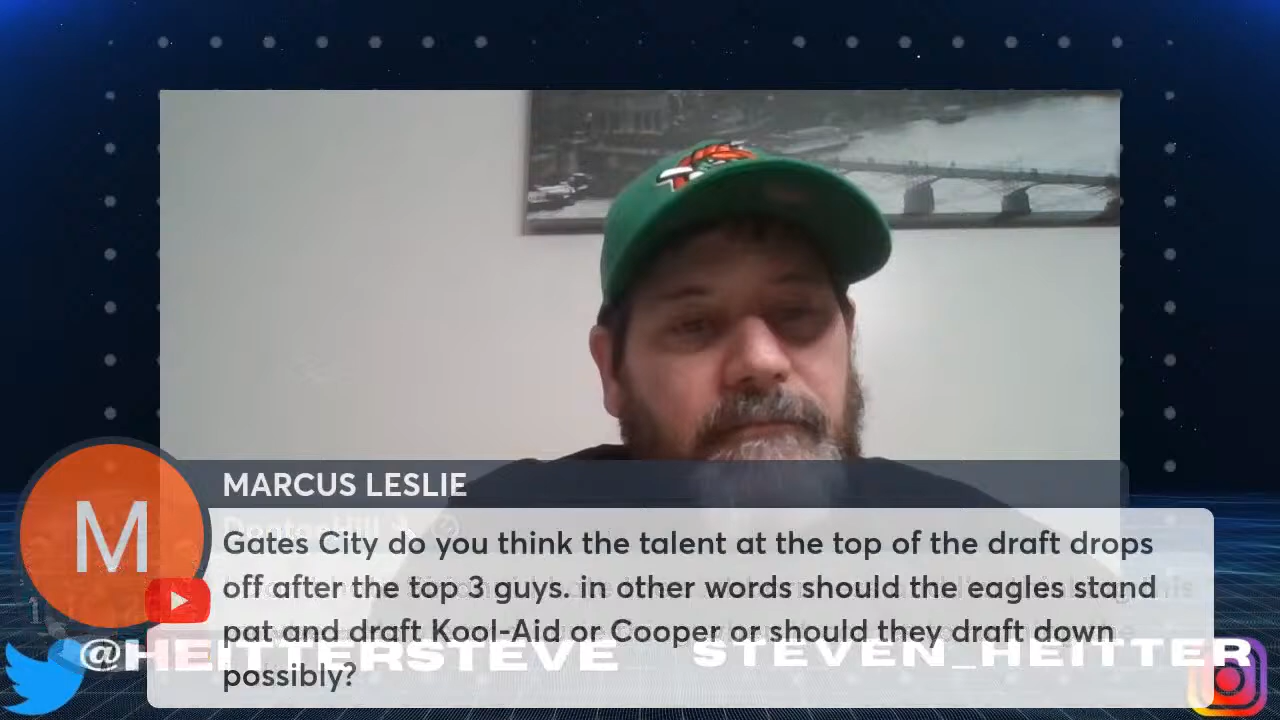 MARCUS LESLIE
Gates City do you think the talent at the top of the draft drops
off after the top 3 guys. in other words should the eagles stand
pat and draft Kool-Aid or Cooper or should they draft down
possibly?
M
@HEITTERSTEVE
STEVEN_HEITTER